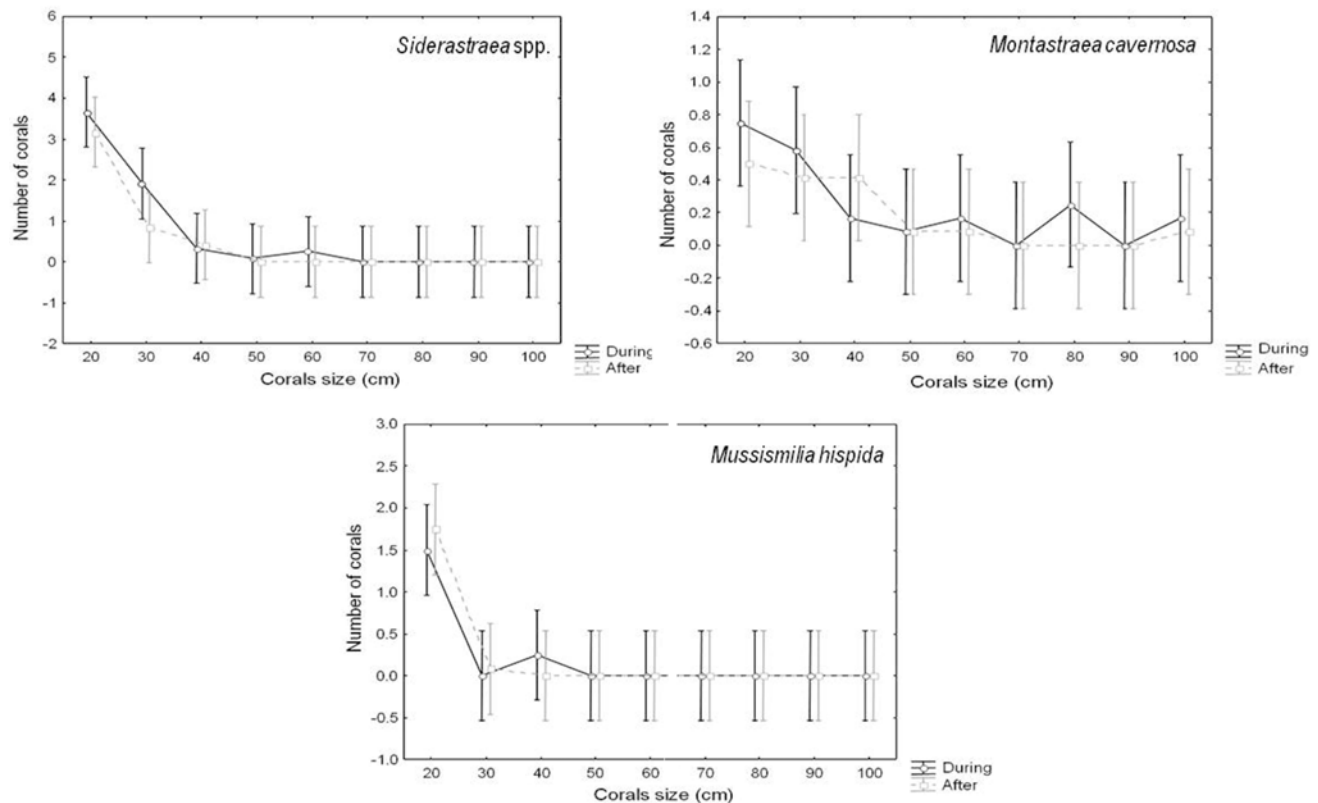 Siderastraea spp.
Number of corals
6
5
4
3
2
1
0
-1
-2
20 30 40 50 60 70 80 90 100
Corals size (cm)
During
After
Montastraea cavernosa
Number of corals
1.4
1.2
1.0
0.8
0.6
0.4
0.2
0.0
-0.2
-0.4
-0.6
20 30 40 50 60 70 80 90 100
Corals size (cm)
During
After
Mussismilia hispida
Number of corals
3.0
2.5
2.0
1.5
1.0
0.5
0.0
-0.5
-1.0
20 30 40 50 60 70 80 90 100
Corals size (cm)
During
After